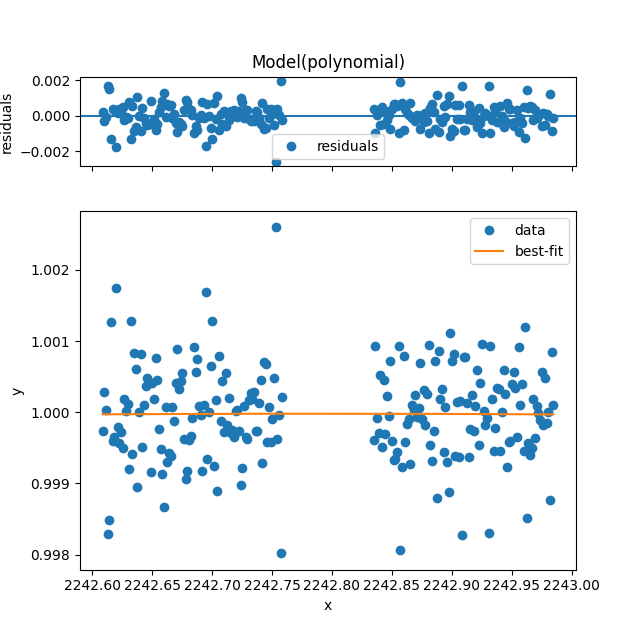 Model(polynomial)
0.002
0.000
−0.002
residuals
residuals
data
best-fit
1.002
1.001
1.000
0.999
0.998
y
2242.60 2242.65 2242.70 2242.75 2242.80 2242.85 2242.90 2242.95 2243.00
x